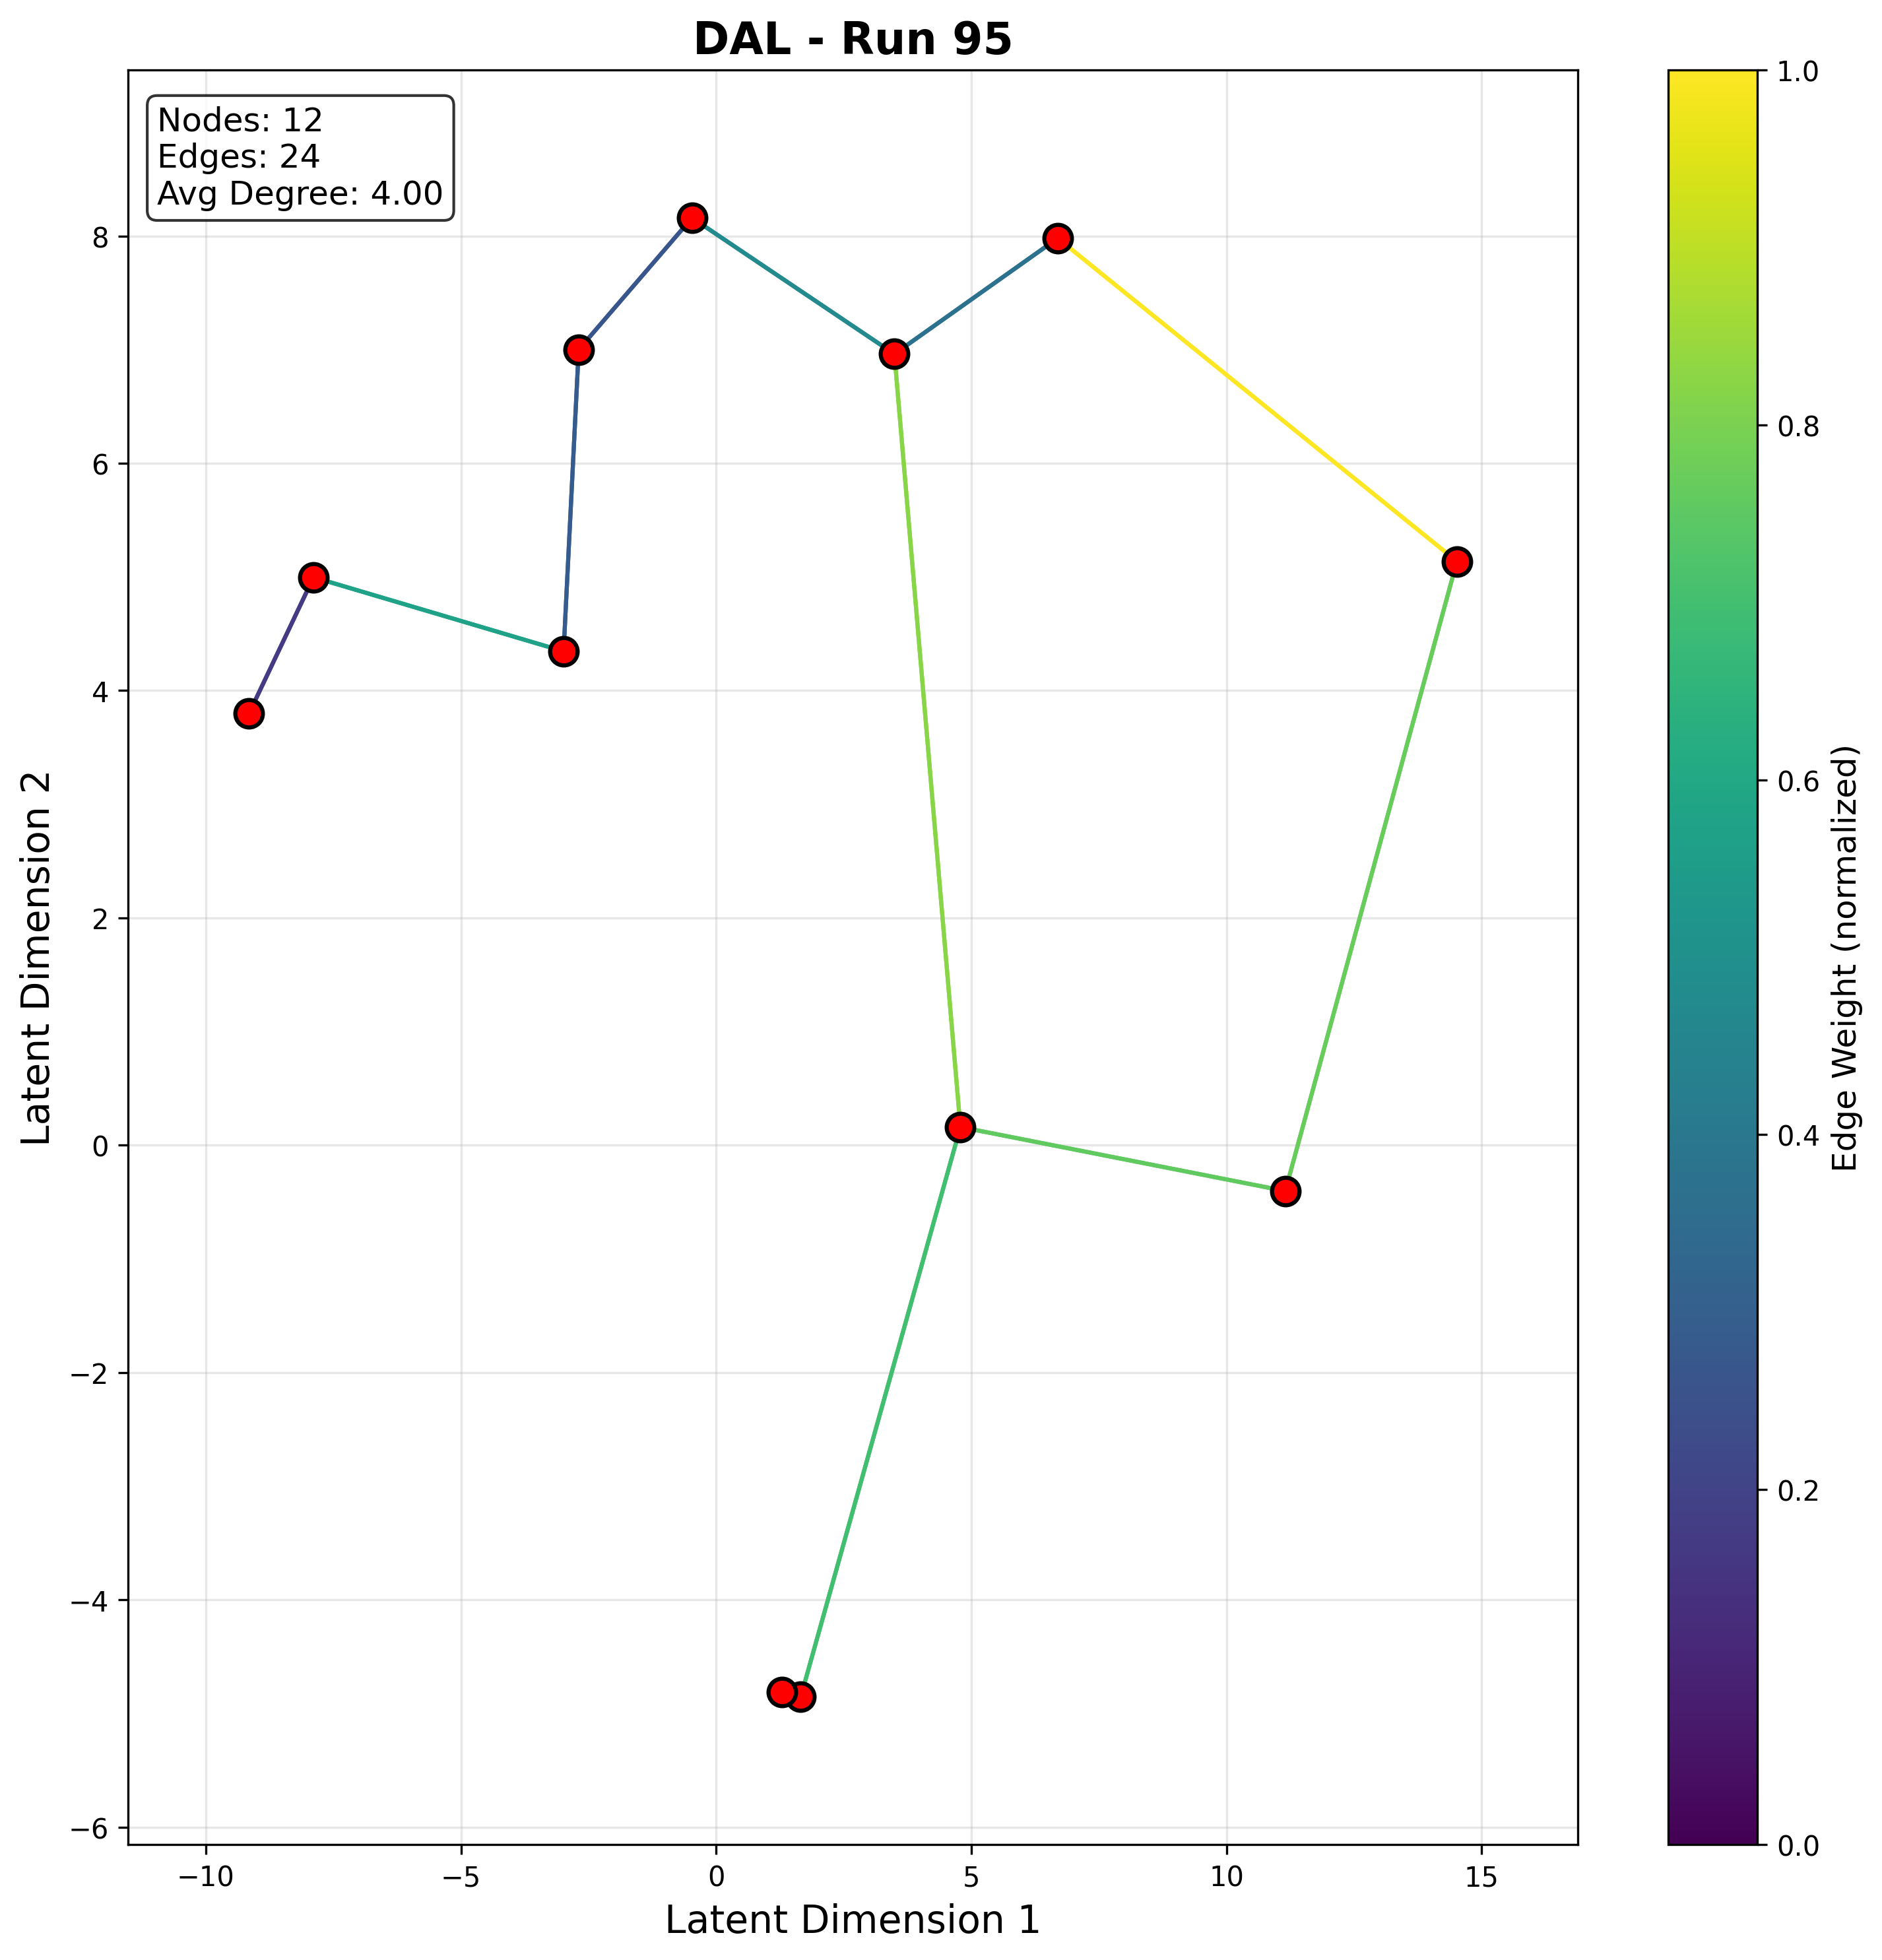 DAL - Run 95
Nodes: 12
Edges: 24
Avg Degree: 4.00
8
6
4
2
0
−2
−4
−6
−10
−5
0
5
10
15
Latent Dimension 1
Latent Dimension 2
1.0
0.8
0.6
0.4
0.2
0.0
Edge Weight (normalized)